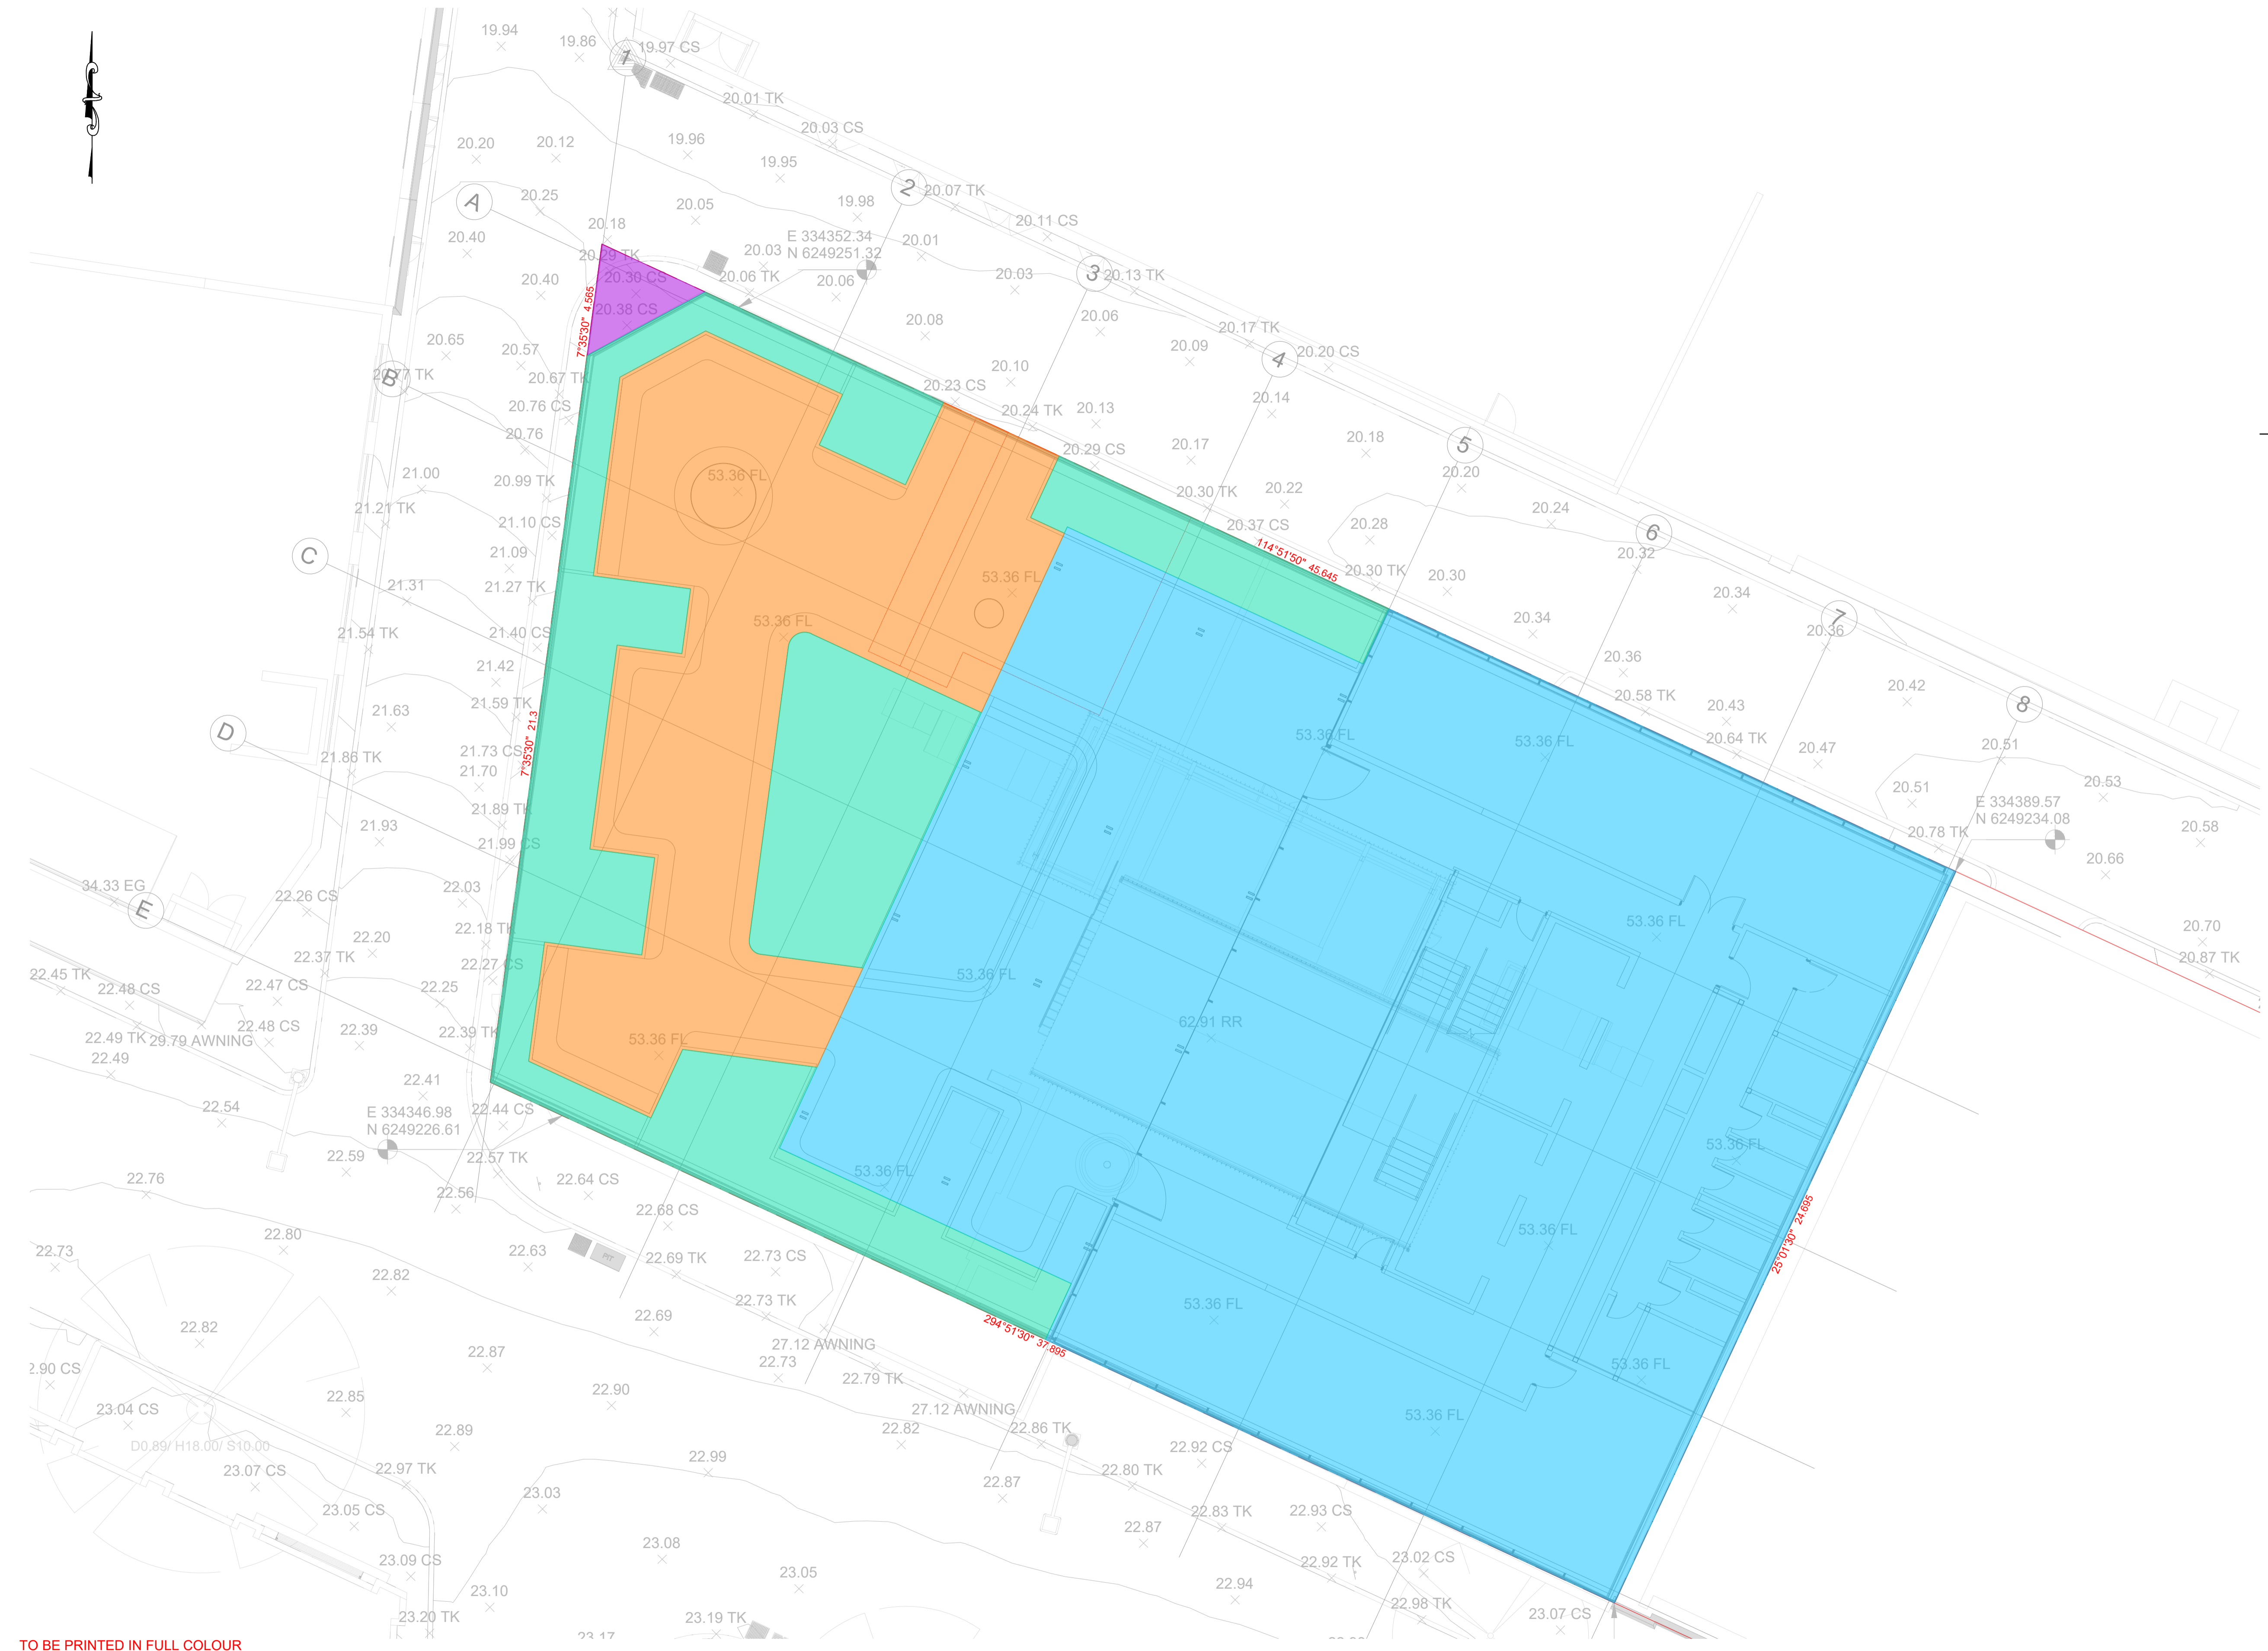 19.94
19.86
1
19.97 CS
20.01 TK
20.03 CS
20.20
20.12
19.96
19.95
A
20.25
20.05
19.98
2
20.07 TK
20.11 CS
20.40
20.18
20.29 TK
20.03
E 334352.34
N 6249251.32
20.01
20.40
20.30 CS
20.06 TK
20.06
20.03
3
20.13 TK
20.38 CS
7°35'30" 4.565
20.08
20.06
20.17 TK
20.65
20.57
20.09
4
20.20 CS
B
20.77 TK
20.67 TK
20.23 CS
20.10
20.76 CS
20.24 TK
20.13
20.14
20.76
20.29 CS
20.17
20.18
5
20.20
21.00
20.99 TK
53.36 FL
20.30 TK
20.22
21.21 TK
21.10 CS
20.37 CS
20.28
20.24
6
C
21.09
114°51'50" 45.645
20.32
21.31
21.27 TK
53.36 FL
20.30 TK
20.30
20.34
7
21.54 TK
21.40 CS
53.36 FL
20.34
20.36
21.42
20.36
20.42
8
D
21.63
21.59 TK
20.58 TK
20.43
7°35'30" 21.3
53.36 FL
53.36 FL
20.64 TK
20.47
20.51
21.86 TK
21.73 CS
21.70
20.51
20.53
21.93
21.89 TK
E 334389.57
N 6249234.08
20.58
21.99 CS
20.78 TK
20.66
34.33 EG
22.26 CS
22.03
E
22.20
22.18 TK
53.36 FL
20.70
22.37 TK
22.27 CS
20.87 TK
22.45 TK
22.48 CS
22.47 CS
22.25
53.36 FL
22.49 TK
29.79 AWNING
22.48 CS
22.39
22.39 TK
53.36 FL
62.91 RR
22.49
22.41
22.54
E 334346.98
N 6249226.61
22.44 CS
22.59
22.57 TK
53.36 FL
53.36 FL
22.76
22.56
22.64 CS
22.68 CS
25°01'30" 24.695
22.80
22.73
22.63
PIT
22.69 TK
22.73 CS
53.36 FL
22.82
22.73 TK
53.36 FL
22.82
22.69
294°51'30" 37.895
27.12 AWNING
22.87
22.73
22.79 TK
53.36 FL
22.85
22.90
27.12 AWNING
23.04 CS
22.89
22.82
22.86 TK
53.36 FL
D0.89/ H18.00/ S10.00
22.92 CS
23.07 CS
22.97 TK
22.99
22.87
22.80 TK
23.05 CS
23.03
22.87
22.83 TK
22.93 CS
23.09 CS
23.08
22.92 TK
23.02 CS
23.10
23.05
22.94
23.20 TK
23.19 TK
22.98 TK
23.07 CS
23.17
TO BE PRINTED IN FULL COLOUR